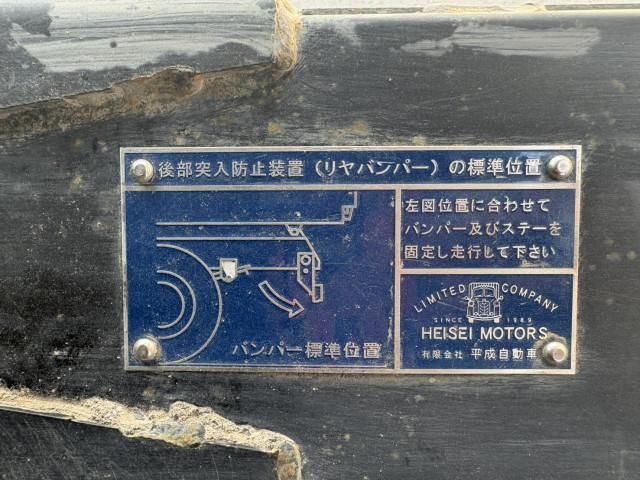 後部突入防止装置（リヤバンパー）の標準位置
左図位置に合わせて
バンパー及びステーを
固定し走行して下さい
バンパー標準位置
LIMITED COMPANY
SINCE 1989
HEISEI MOTORS
有限会社 平成自動車